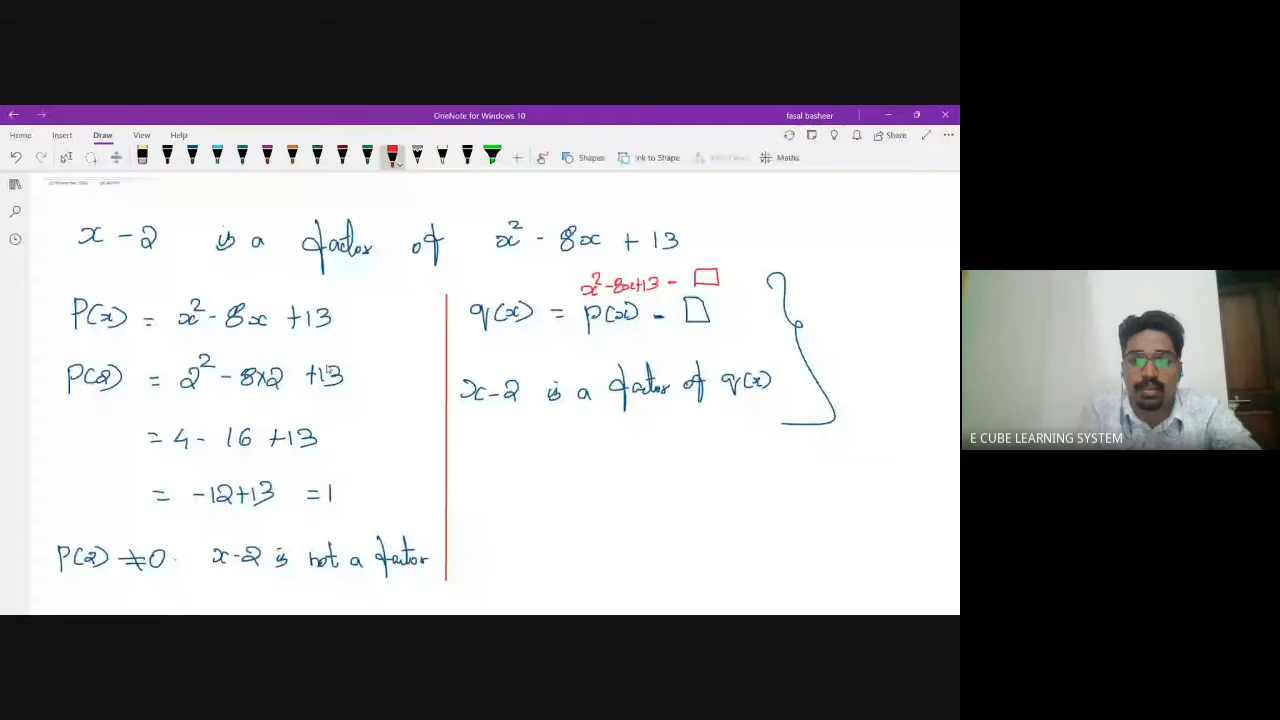 OneNote for Windows 10
fasal basheer
Home Insert Draw View Help
Share
Shapes Ink to Shape Maths
x - 2 is a factor of x² - 8x + 13
P(x) = x² - 8x + 13
P(2) = 2² - 8×2 + 13
= 4 - 16 + 13
= -12+13 = 1
P(2) ≠ 0. x-2 is not a factor
x²-8x+13 - □
q(x) = p(x) - □
x-2 is a factor of q(x)
E CUBE LEARNING SYSTEM